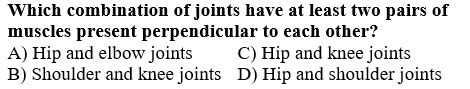 Which combination of joints have at least two pairs of
muscles present perpendicular to each other?
A) Hip and elbow joints C) Hip and knee joints
B) Shoulder and knee joints D) Hip and shoulder joints